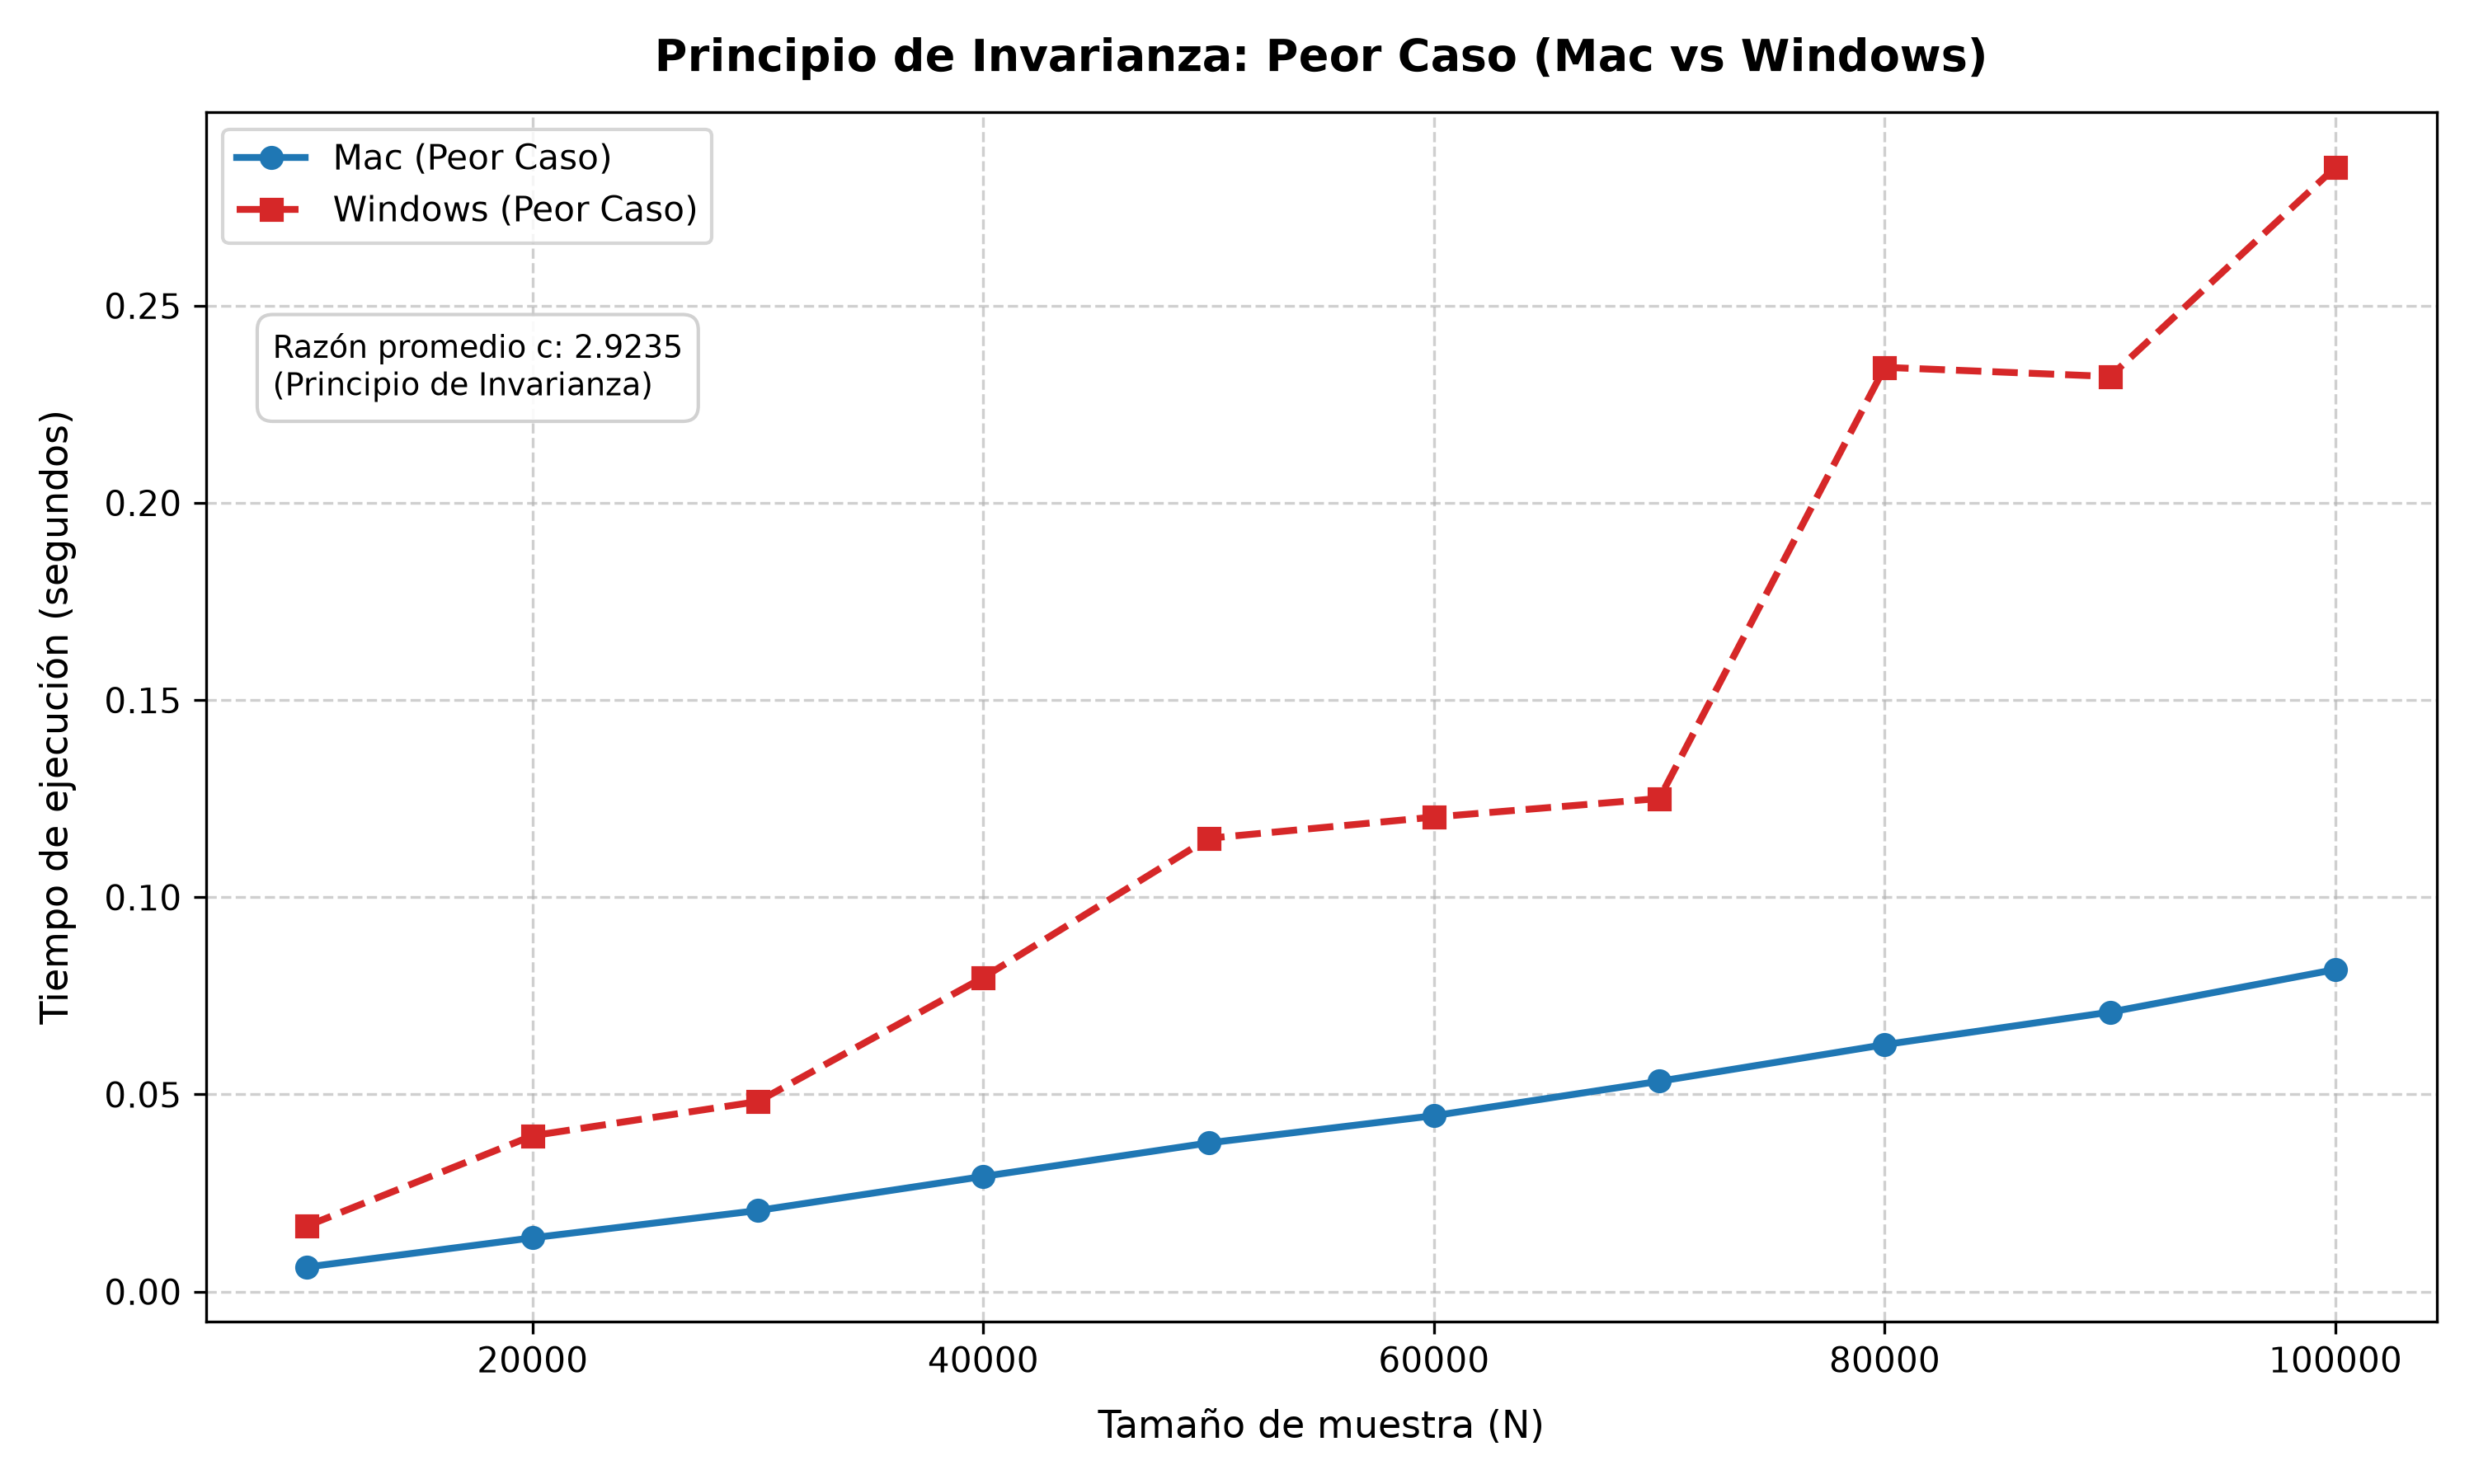 Principio de Invarianza: Peor Caso (Mac vs Windows)
Mac (Peor Caso)
Windows (Peor Caso)
Razón promedio c: 2.9235
(Principio de Invarianza)
Tiempo de ejecución (segundos)
0.25
0.20
0.15
0.10
0.05
0.00
20000
40000
60000
80000
100000
Tamaño de muestra (N)